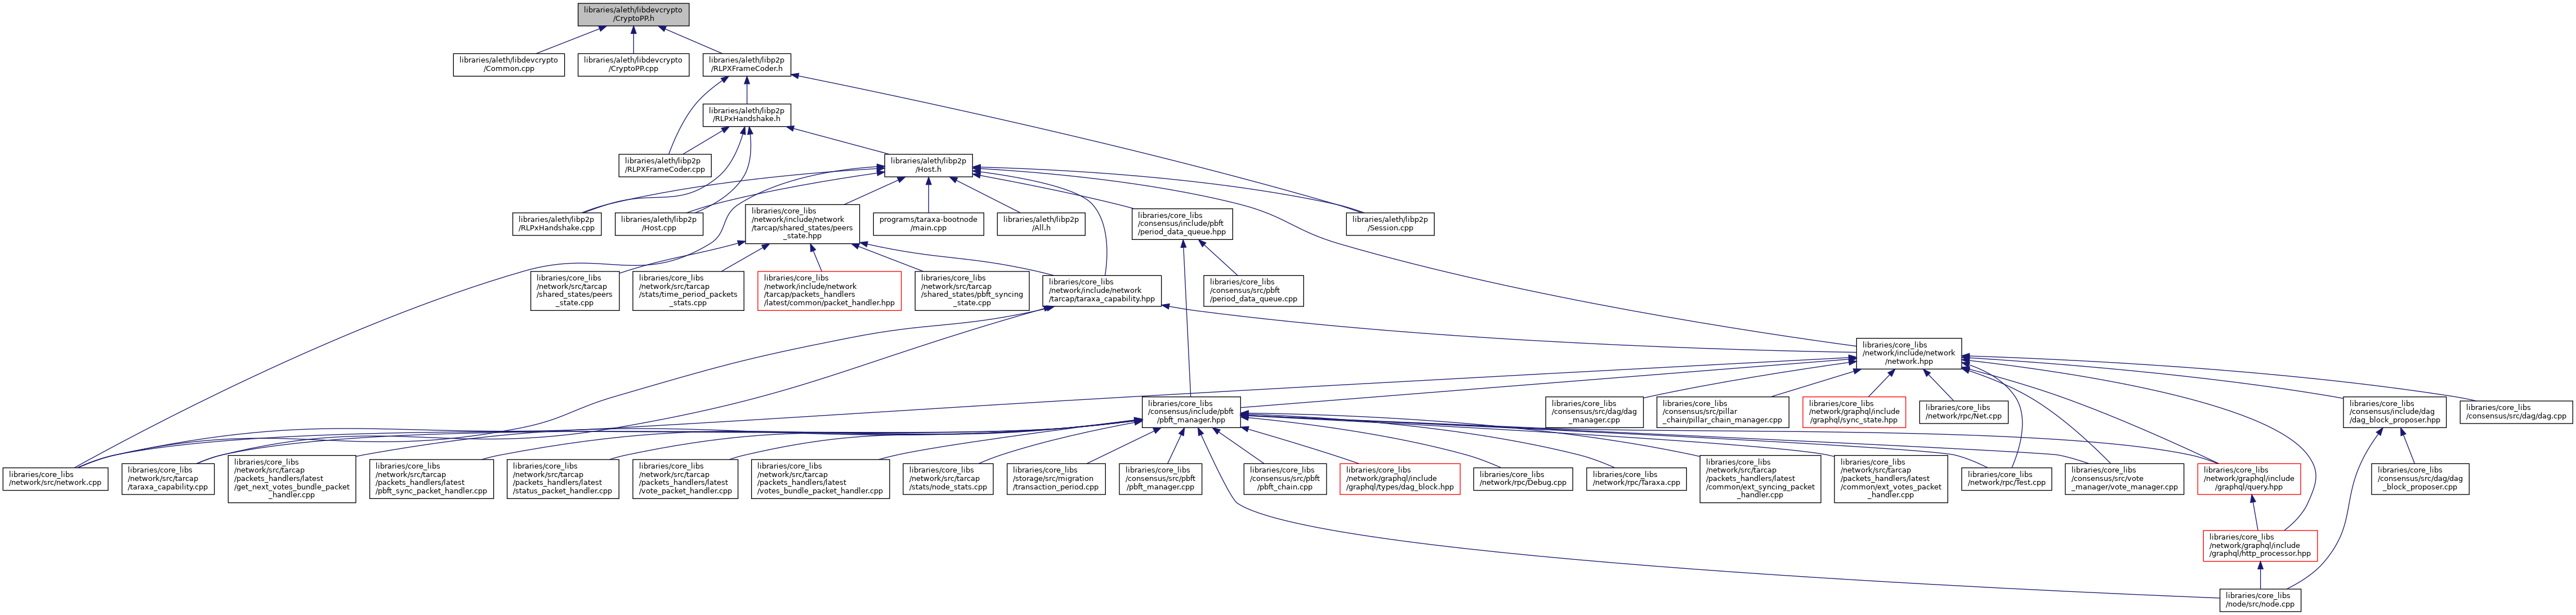 libraries/aleth/libdevcrypto
/CryptoPP.h
libraries/aleth/libdevcrypto
/Common.cpp
libraries/aleth/libdevcrypto
/CryptoPP.cpp
libraries/aleth/libp2p
/RLPXFrameCoder.h
libraries/aleth/libp2p
/RLPxHandshake.h
libraries/aleth/libp2p
/RLPXFrameCoder.cpp
libraries/aleth/libp2p
/Host.h
libraries/aleth/libp2p
/RLPxHandshake.cpp
libraries/aleth/libp2p
/Host.cpp
libraries/core_libs
/network/include/network
/tarcap/shared_states/peers
_state.hpp
programs/taraxa-bootnode
/main.cpp
libraries/aleth/libp2p
/All.h
libraries/core_libs
/consensus/include/pbft
/period_data_queue.hpp
libraries/aleth/libp2p
/Session.cpp
libraries/core_libs
/network/src/tarcap
/shared_states/peers
_state.cpp
libraries/core_libs
/network/src/tarcap
/stats/time_period_packets
_stats.cpp
libraries/core_libs
/network/include/network
/tarcap/packets_handlers
/latest/common/packet_handler.hpp
libraries/core_libs
/network/src/tarcap
/shared_states/pbft_syncing
_state.cpp
libraries/core_libs
/network/include/network
/tarcap/taraxa_capability.hpp
libraries/core_libs
/consensus/src/pbft
/period_data_queue.cpp
libraries/core_libs
/network/include/network
/network.hpp
libraries/core_libs
/consensus/include/pbft
/pbft_manager.hpp
libraries/core_libs
/consensus/src/dag/dag
_manager.cpp
libraries/core_libs
/consensus/src/pillar
_chain/pillar_chain_manager.cpp
libraries/core_libs
/network/graphql/include
/graphql/sync_state.hpp
libraries/core_libs
/network/rpc/Net.cpp
libraries/core_libs
/consensus/include/dag
/dag_block_proposer.hpp
libraries/core_libs
/consensus/src/dag/dag.cpp
libraries/core_libs
/network/src/network.cpp
libraries/core_libs
/network/src/tarcap
/taraxa_capability.cpp
libraries/core_libs
/network/src/tarcap
/packets_handlers/latest
/get_next_votes_bundle_packet
_handler.cpp
libraries/core_libs
/network/src/tarcap
/packets_handlers/latest
/pbft_sync_packet_handler.cpp
libraries/core_libs
/network/src/tarcap
/packets_handlers/latest
/status_packet_handler.cpp
libraries/core_libs
/network/src/tarcap
/packets_handlers/latest
/vote_packet_handler.cpp
libraries/core_libs
/network/src/tarcap
/packets_handlers/latest
/votes_bundle_packet_handler.cpp
libraries/core_libs
/network/src/tarcap
/stats/node_stats.cpp
libraries/core_libs
/storage/src/migration
/transaction_period.cpp
libraries/core_libs
/consensus/src/pbft
/pbft_manager.cpp
libraries/core_libs
/consensus/src/pbft
/pbft_chain.cpp
libraries/core_libs
/network/graphql/include
/graphql/types/dag_block.hpp
libraries/core_libs
/network/rpc/Debug.cpp
libraries/core_libs
/network/rpc/Taraxa.cpp
libraries/core_libs
/network/src/tarcap
/packets_handlers/latest
/common/ext_syncing_packet
_handler.cpp
libraries/core_libs
/network/src/tarcap
/packets_handlers/latest
/common/ext_votes_packet
_handler.cpp
libraries/core_libs
/network/rpc/Test.cpp
libraries/core_libs
/consensus/src/vote
_manager/vote_manager.cpp
libraries/core_libs
/network/graphql/include
/graphql/query.hpp
libraries/core_libs
/consensus/src/dag/dag
_block_proposer.cpp
libraries/core_libs
/network/graphql/include
/graphql/http_processor.hpp
libraries/core_libs
/node/src/node.cpp